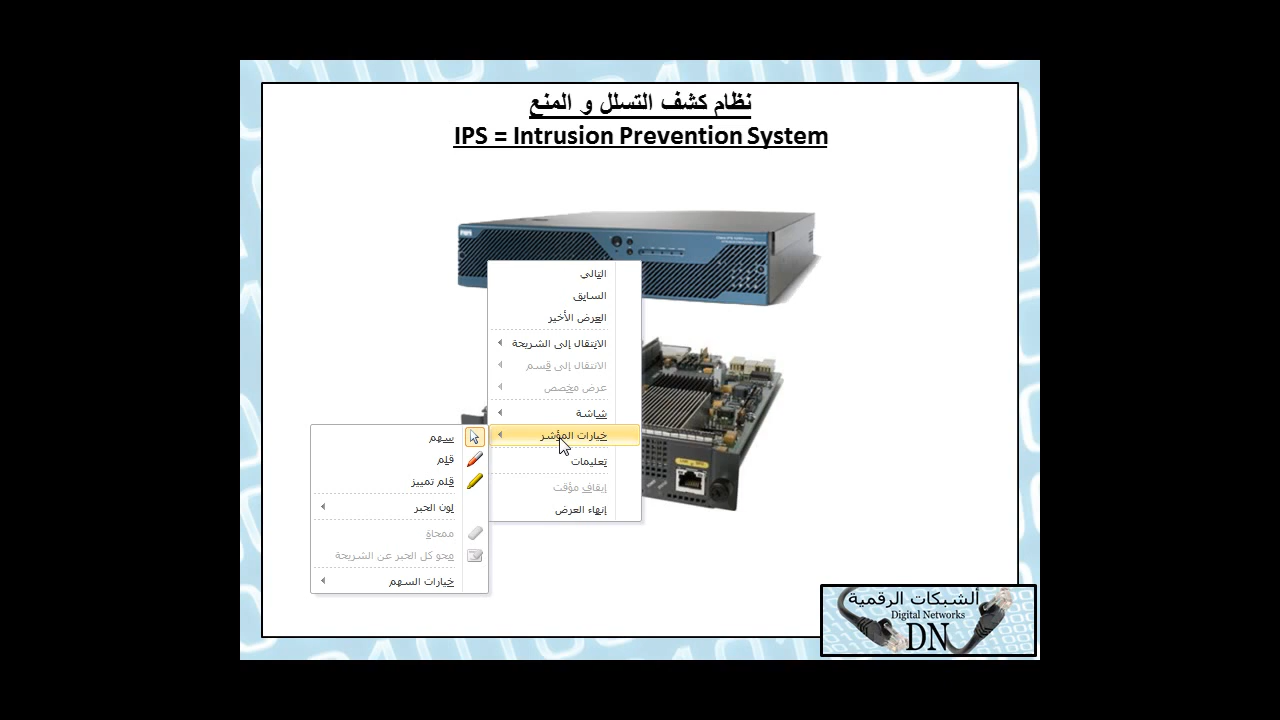 نظام كشف التسلل و المنع
IPS = Intrusion Prevention System
التالي
السابق
العرض الأخير
الانتقال إلى الشريحة
الانتقال إلى قسم
عرض مخصص
شاشة
خيارات المؤشر
تعليمات
إيقاف مؤقت
إنهاء العرض
سهم
قلم
قلم تمييز
لون الحبر
ممحاة
محو كل الحبر عن الشريحة
خيارات السهم
ألشبكات الرقمية
Digital Networks
DN